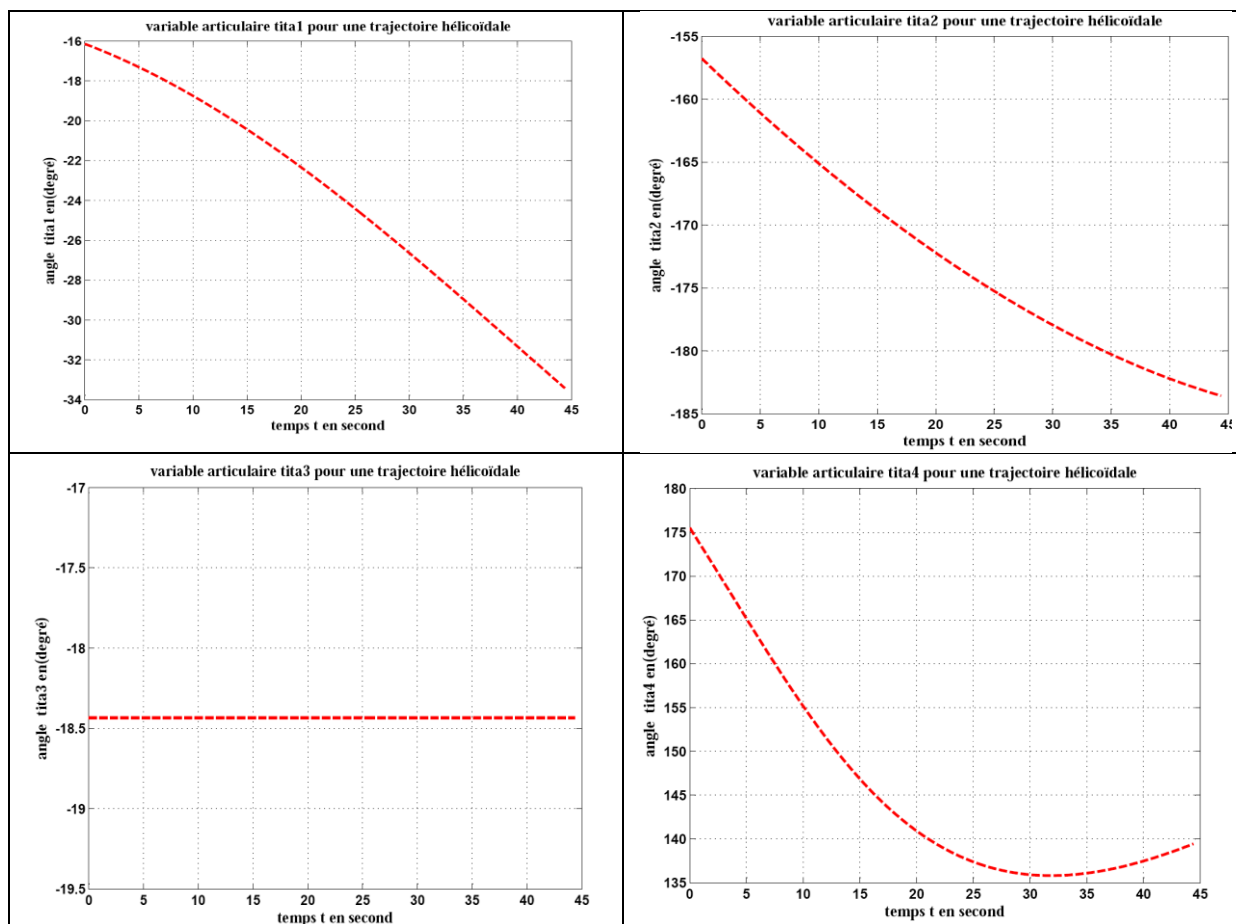 variable articulaire tita1 pour une trajectoire hélicoïdale
-16
-18
-20
-22
-24
-26
-28
-30
-32
-34
angle tita1 en(degré)
0 5 10 15 20 25 30 35 40 45
temps t en second
variable articulaire tita2 pour une trajectoire hélicoïdale
-155
-160
-165
-170
-175
-180
-185
angle tita2 en(degré)
0 5 10 15 20 25 30 35 40 45
temps t en second
variable articulaire tita3 pour une trajectoire hélicoïdale
-17
-17.5
-18
-18.5
-19
-19.5
angle tita3 en(degré)
0 5 10 15 20 25 30 35 40 45
temps t en second
variable articulaire tita4 pour une trajectoire hélicoïdale
180
175
170
165
160
155
150
145
140
135
angle tita4 en(degré)
0 5 10 15 20 25 30 35 40 45
temps t en second